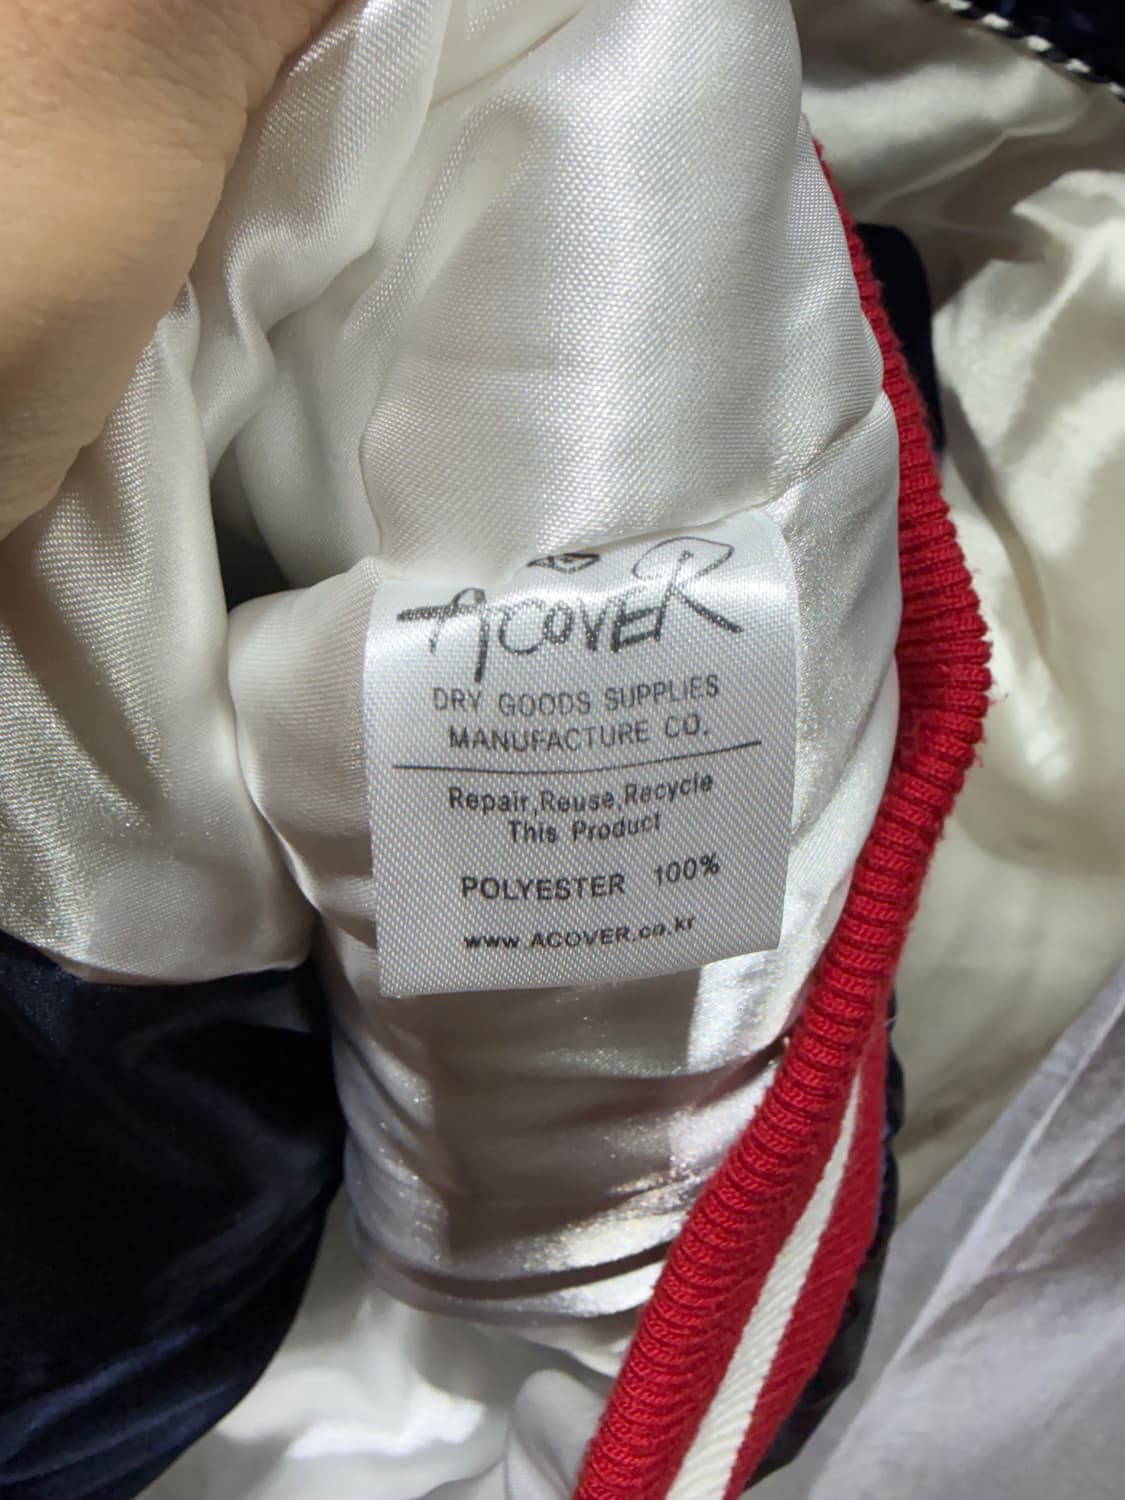 ACOVER
DRY GOODS SUPPLIES
MANUFACTURE CO.
Repair,Reuse,Recycle
This Product
POLYESTER 100%
www.ACOVER.co.kr